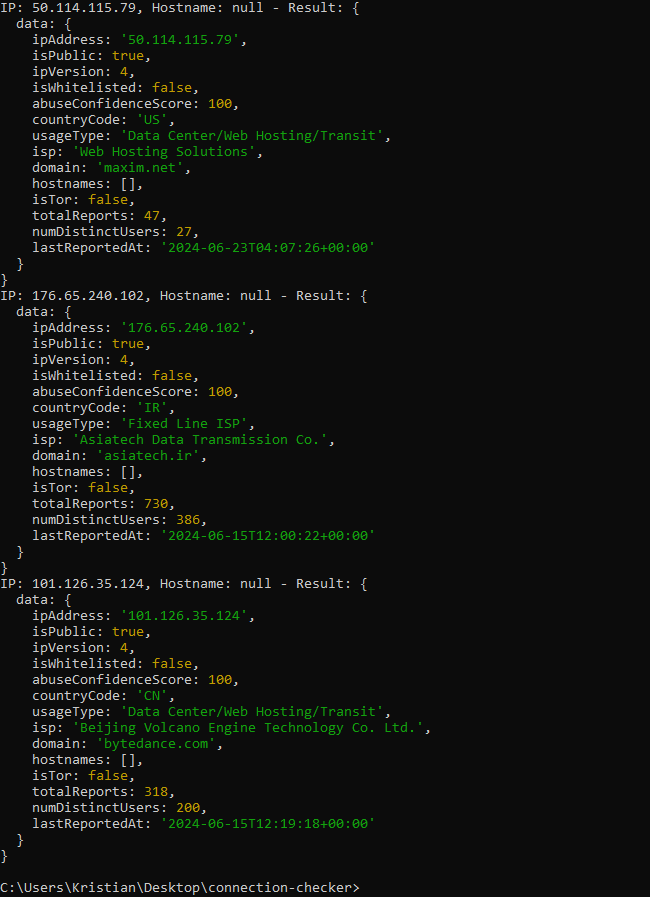 IP: 50.114.115.79, Hostname: null - Result: {
  data: {
    ipAddress: '50.114.115.79',
    isPublic: true,
    ipVersion: 4,
    isWhitelisted: false,
    abuseConfidenceScore: 100,
    countryCode: 'US',
    usageType: 'Data Center/Web Hosting/Transit',
    isp: 'Web Hosting Solutions',
    domain: 'maxim.net',
    hostnames: [],
    isTor: false,
    totalReports: 47,
    numDistinctUsers: 27,
    lastReportedAt: '2024-06-23T04:07:26+00:00'
  }
}
IP: 176.65.240.102, Hostname: null - Result: {
  data: {
    ipAddress: '176.65.240.102',
    isPublic: true,
    ipVersion: 4,
    isWhitelisted: false,
    abuseConfidenceScore: 100,
    countryCode: 'IR',
    usageType: 'Fixed Line ISP',
    isp: 'Asiatech Data Transmission Co.',
    domain: 'asiatech.ir',
    hostnames: [],
    isTor: false,
    totalReports: 730,
    numDistinctUsers: 386,
    lastReportedAt: '2024-06-15T12:00:22+00:00'
  }
}
IP: 101.126.35.124, Hostname: null - Result: {
  data: {
    ipAddress: '101.126.35.124',
    isPublic: true,
    ipVersion: 4,
    isWhitelisted: false,
    abuseConfidenceScore: 100,
    countryCode: 'CN',
    usageType: 'Data Center/Web Hosting/Transit',
    isp: 'Beijing Volcano Engine Technology Co. Ltd.',
    domain: 'bytedance.com',
    hostnames: [],
    isTor: false,
    totalReports: 318,
    numDistinctUsers: 200,
    lastReportedAt: '2024-06-15T12:19:18+00:00'
  }
}
C:\Users\Kristian\Desktop\connection-checker>